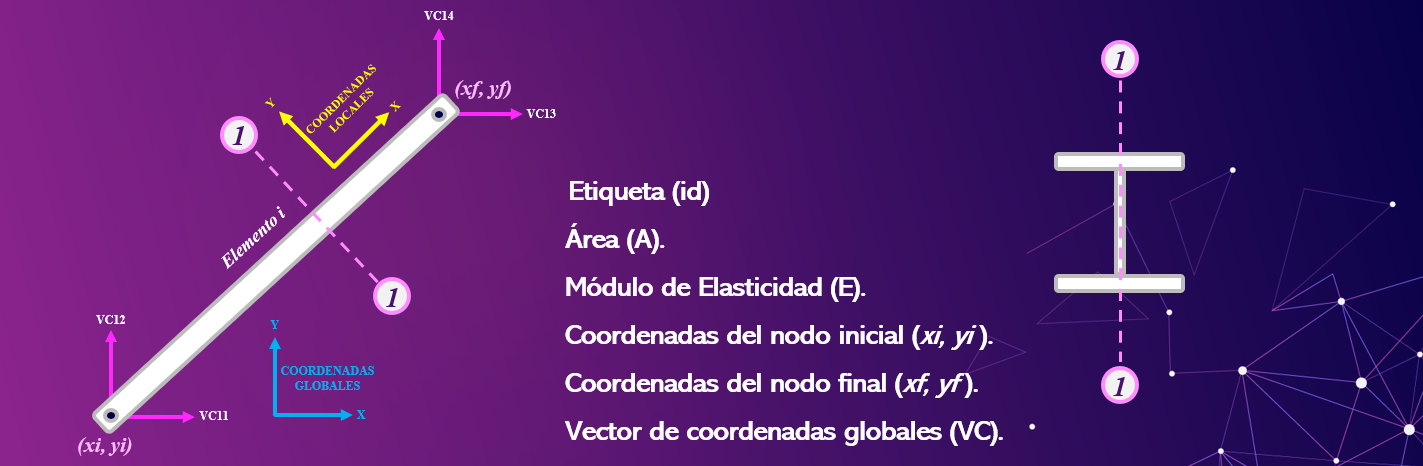 VC14
(xf, yf)
VC13
Y
COORDENADAS
LOCALES
X
1
Elemento i
1
VC12
Y
COORDENADAS
GLOBALES
X
VC11
(xi, yi)
Etiqueta (id)
Área (A).
Módulo de Elasticidad (E).
Coordenadas del nodo inicial (xi, yi ).
Coordenadas del nodo final (xf, yf ).
Vector de coordenadas globales (VC).
1
1